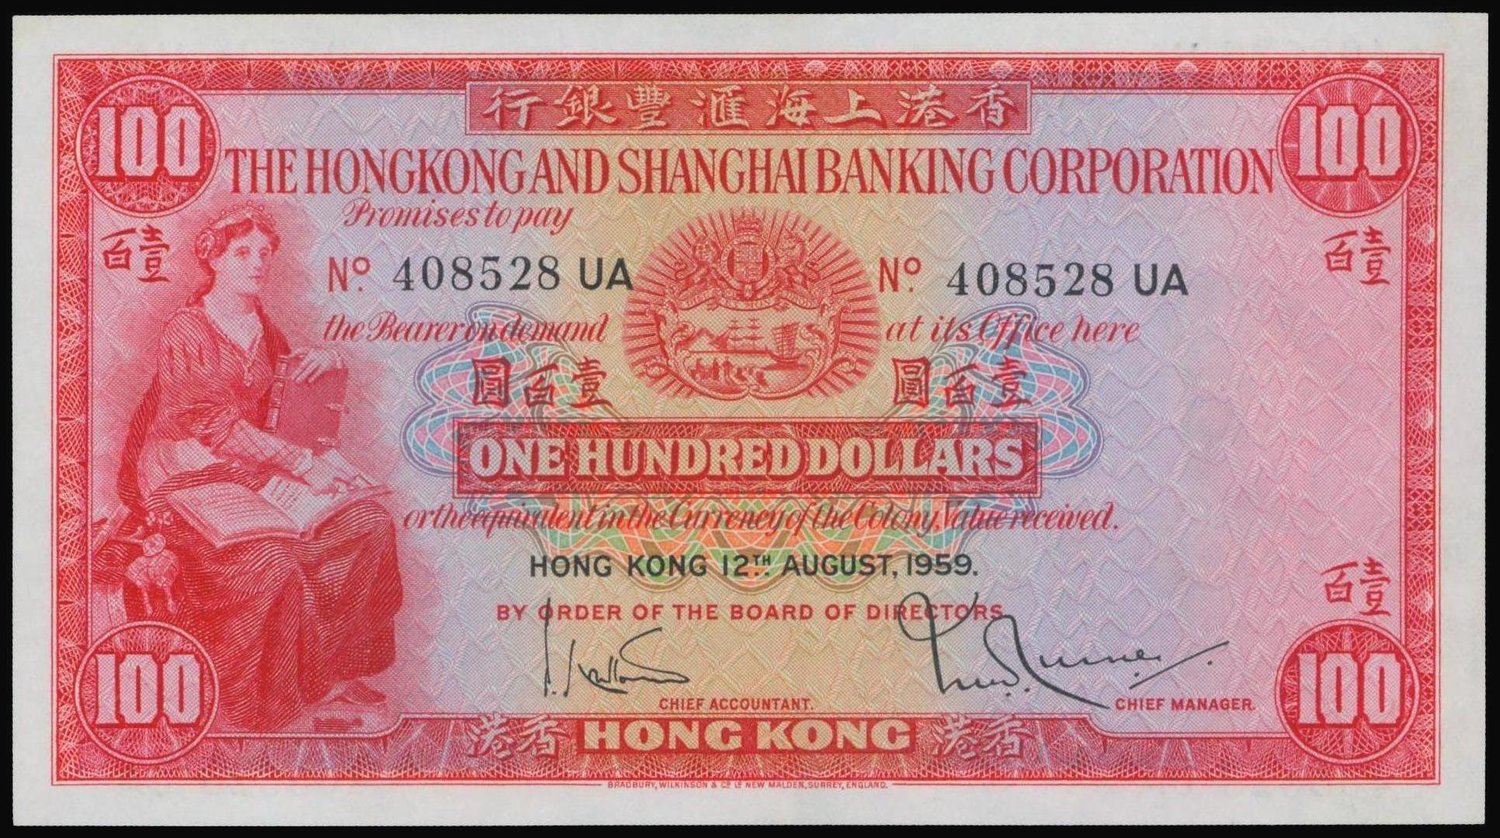 香港上海滙豐銀行
100 100
THE HONGKONG AND SHANGHAI BANKING CORPORATION
Promises to pay
壹百 壹百
Nº. 408528 UA Nº. 408528 UA
the Bearer on demand at its Office here
壹百圓 壹百圓
ONE HUNDRED DOLLARS
or the equivalent in the Currency of the Colony, Value received.
HONG KONG 12TH AUGUST, 1959.
壹百
BY ORDER OF THE BOARD OF DIRECTORS
CHIEF ACCOUNTANT. CHIEF MANAGER.
100 100
香港 HONG KONG 香港
BRADBURY, WILKINSON & Cº Lº NEW MALDEN, SURREY, ENGLAND.